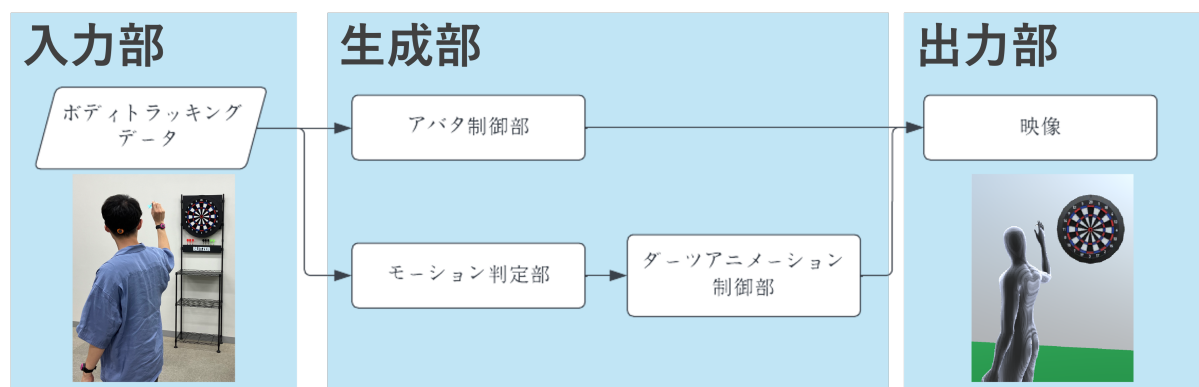 入力部
生成部
出力部
ボディトラッキング
データ
アバタ制御部
映像
モーション判定部
ダーツアニメーション
制御部
BLITZER